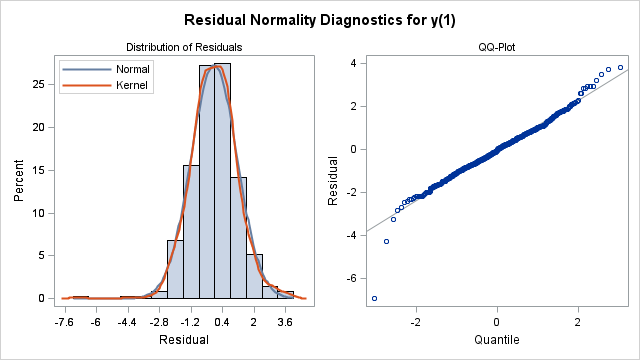 Residual Normality Diagnostics for y(1)
Distribution of Residuals
Normal
Kernel
25
20
15
10
5
0
Percent
-7.6 -6 -4.4 -2.8 -1.2 0.4 2 3.6
Residual
QQ-Plot
4
2
0
-2
-4
-6
Residual
-2 0 2
Quantile